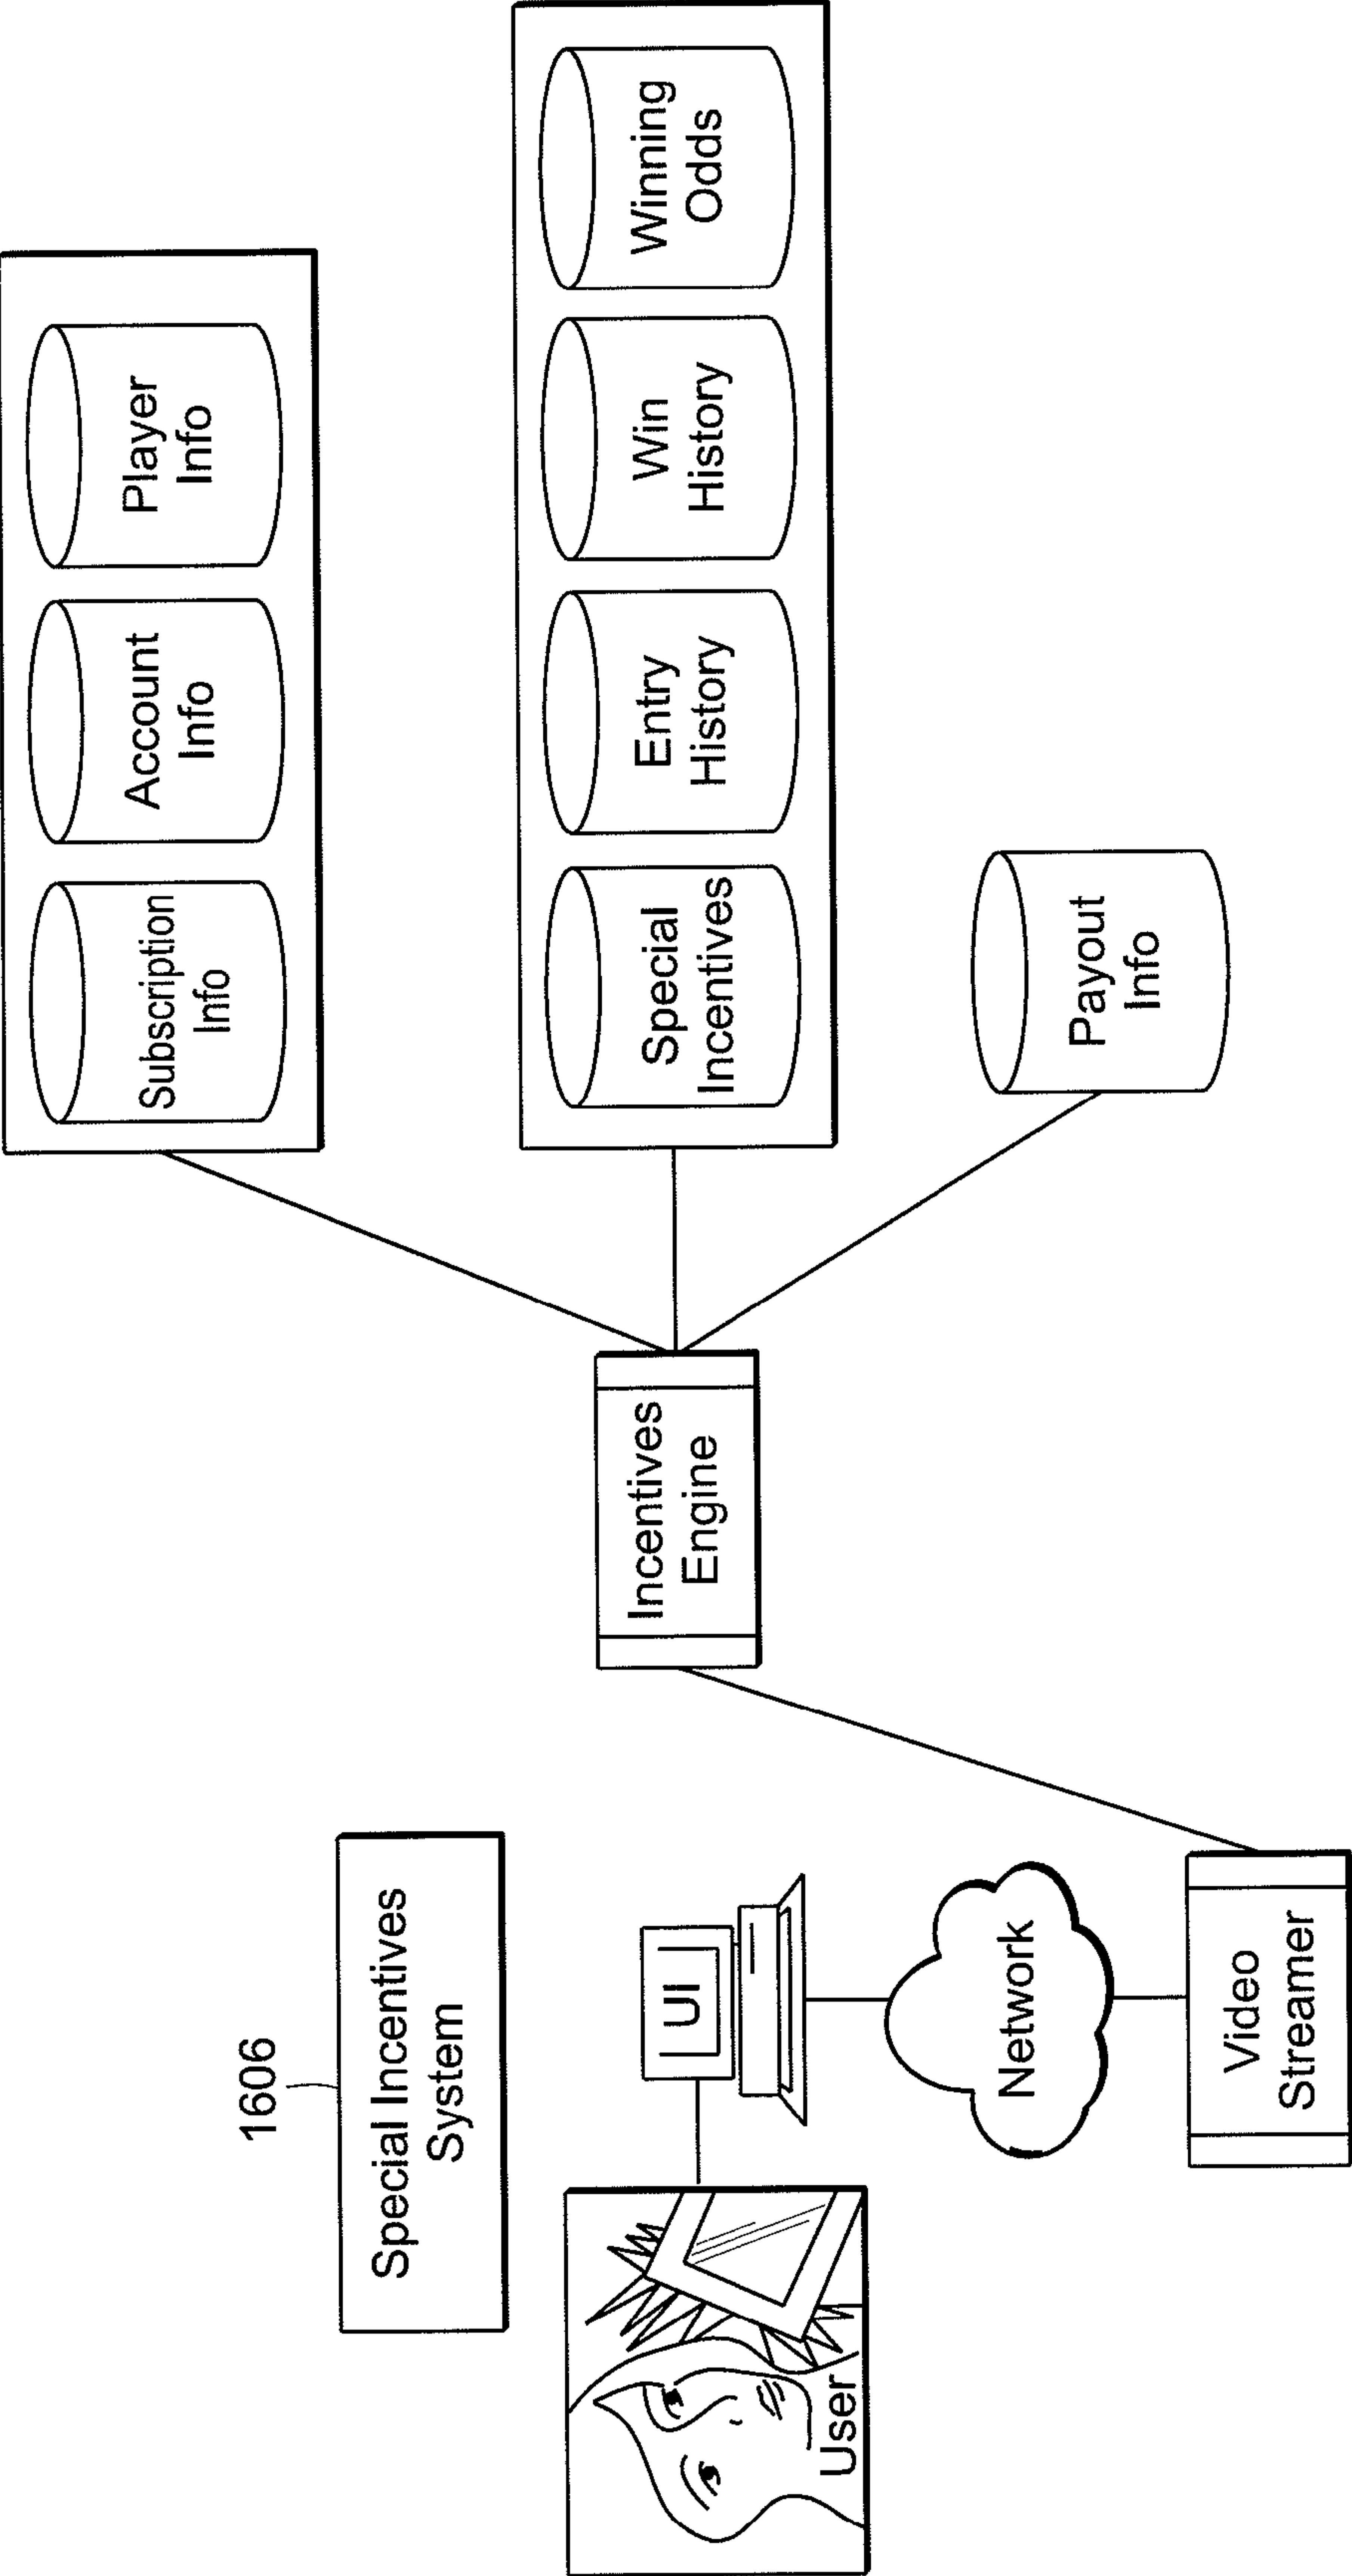 1606
Special Incentives
System
User
UI
Network
Video
Streamer
Incentives
Engine
Subscription
Info
Account
Info
Player
Info
Special
Incentives
Entry
History
Win
History
Winning
Odds
Payout
Info